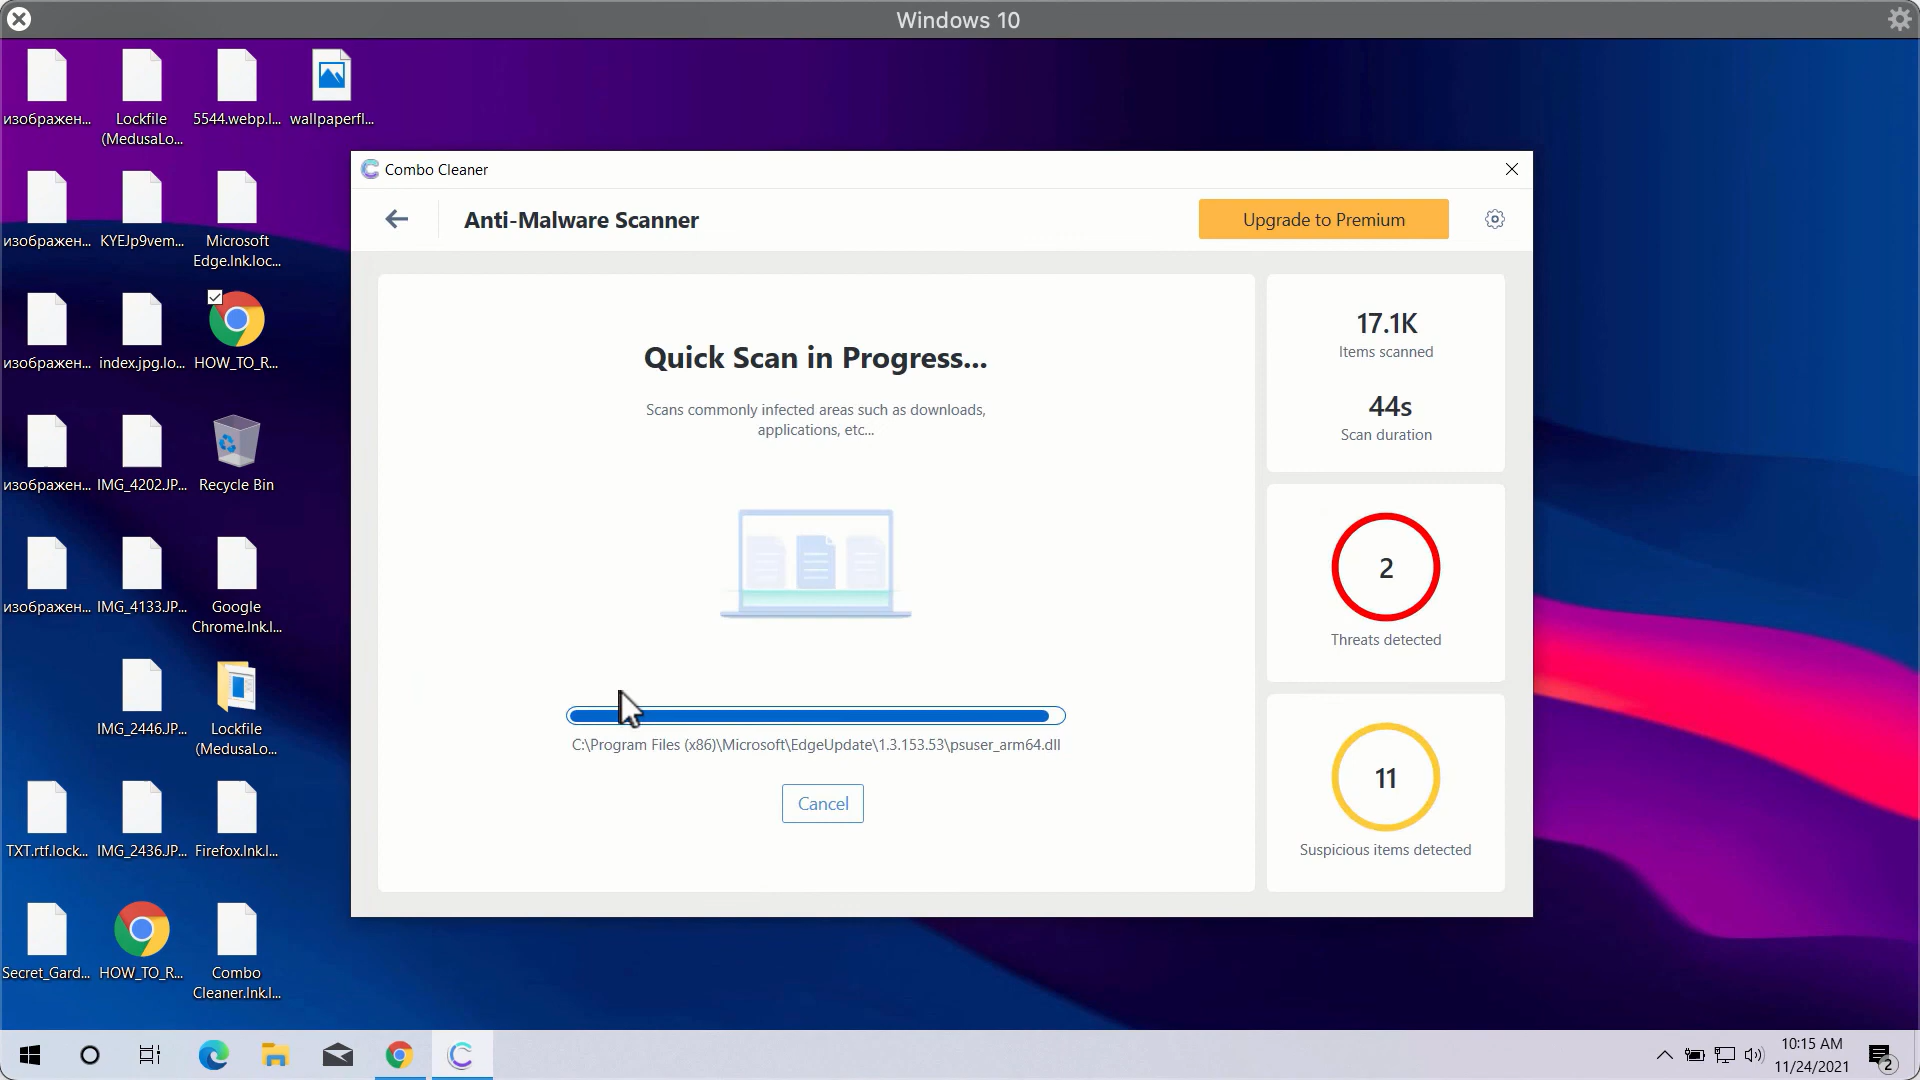 Windows 10
изображен...
Lockfile
(MedusaLo...
5544.webp.l...
wallpaperfl...
изображен...
KYEJp9vem...
Microsoft
Edge.lnk.loc...
изображен...
index.jpg.lo...
HOW_TO_R...
изображен...
IMG_4202.JP...
Recycle Bin
изображен...
IMG_4133.JP...
Google
Chrome.lnk.l...
IMG_2446.JP...
Lockfile
(MedusaLo...
TXT.rtf.lock...
IMG_2436.JP...
Firefox.lnk.l...
Secret_Gard...
HOW_TO_R...
Combo
Cleaner.lnk.l...
Combo Cleaner
Anti-Malware Scanner
Upgrade to Premium
Quick Scan in Progress...
Scans commonly infected areas such as downloads,
applications, etc...
C:\Program Files (x86)\Microsoft\EdgeUpdate\1.3.153.53\psuser_arm64.dll
Cancel
17.1K
Items scanned
44s
Scan duration
2
Threats detected
11
Suspicious items detected
10:15 AM
11/24/2021
2